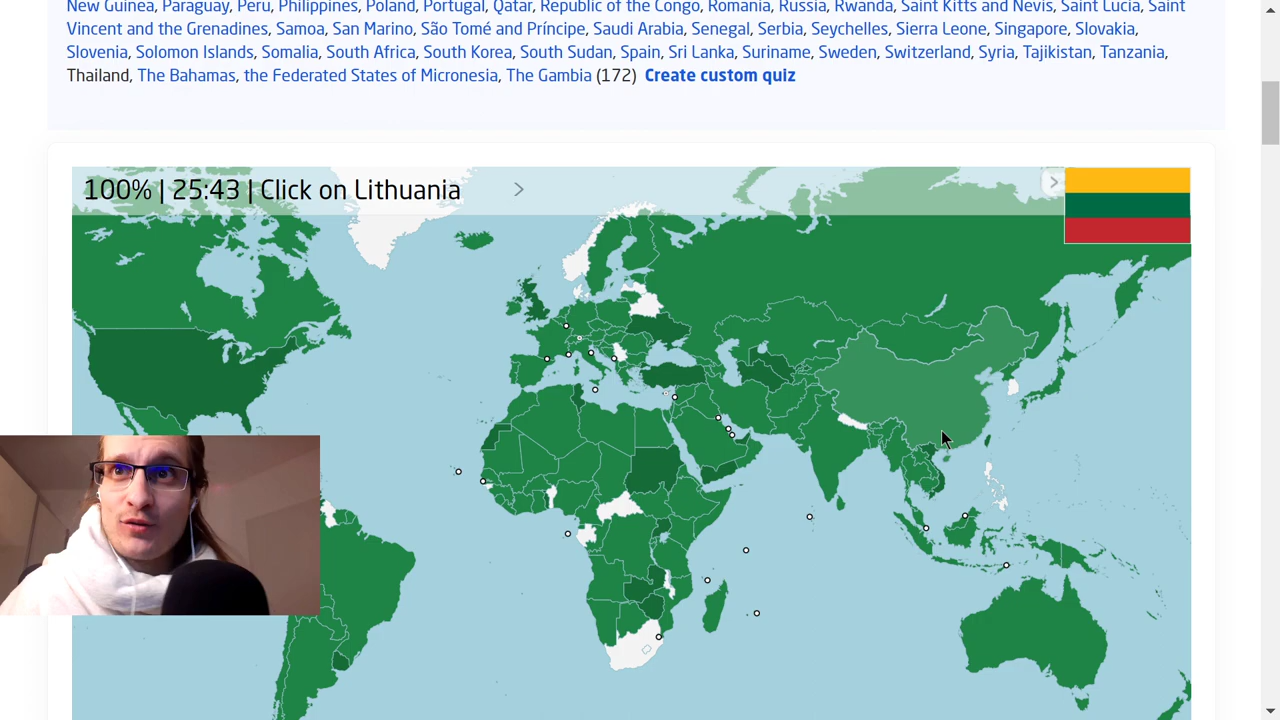 New Guinea, Paraguay, Peru, Philippines, Poland, Portugal, Qatar, Republic of the Congo, Romania, Russia, Rwanda, Saint Kitts and Nevis, Saint Lucia, Saint
Vincent and the Grenadines, Samoa, San Marino, São Tomé and Príncipe, Saudi Arabia, Senegal, Serbia, Seychelles, Sierra Leone, Singapore, Slovakia,
Slovenia, Solomon Islands, Somalia, South Africa, South Korea, South Sudan, Spain, Sri Lanka, Suriname, Sweden, Switzerland, Syria, Tajikistan, Tanzania,
Thailand, The Bahamas, the Federated States of Micronesia, The Gambia (172) Create custom quiz
100% | 25:43 | Click on Lithuania